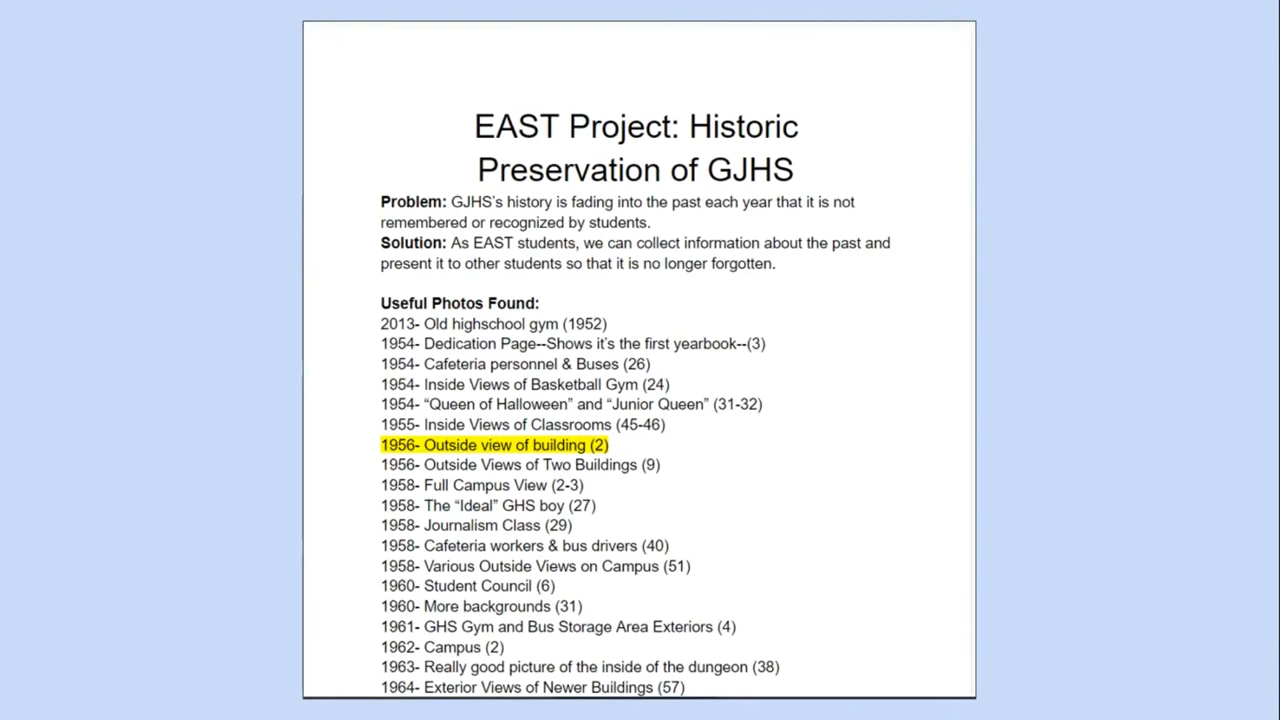 EAST Project: Historic
Preservation of GJHS
Problem: GJHS's history is fading into the past each year that it is not
remembered or recognized by students.
Solution: As EAST students, we can collect information about the past and
present it to other students so that it is no longer forgotten.
Useful Photos Found:
2013- Old highschool gym (1952)
1954- Dedication Page--Shows it's the first yearbook--(3)
1954- Cafeteria personnel & Buses (26)
1954- Inside Views of Basketball Gym (24)
1954- “Queen of Halloween” and “Junior Queen” (31-32)
1955- Inside Views of Classrooms (45-46)
1956- Outside view of building (2)
1956- Outside Views of Two Buildings (9)
1958- Full Campus View (2-3)
1958- The “Ideal” GHS boy (27)
1958- Journalism Class (29)
1958- Cafeteria workers & bus drivers (40)
1958- Various Outside Views on Campus (51)
1960- Student Council (6)
1960- More backgrounds (31)
1961- GHS Gym and Bus Storage Area Exteriors (4)
1962- Campus (2)
1963- Really good picture of the inside of the dungeon (38)
1964- Exterior Views of Newer Buildings (57)